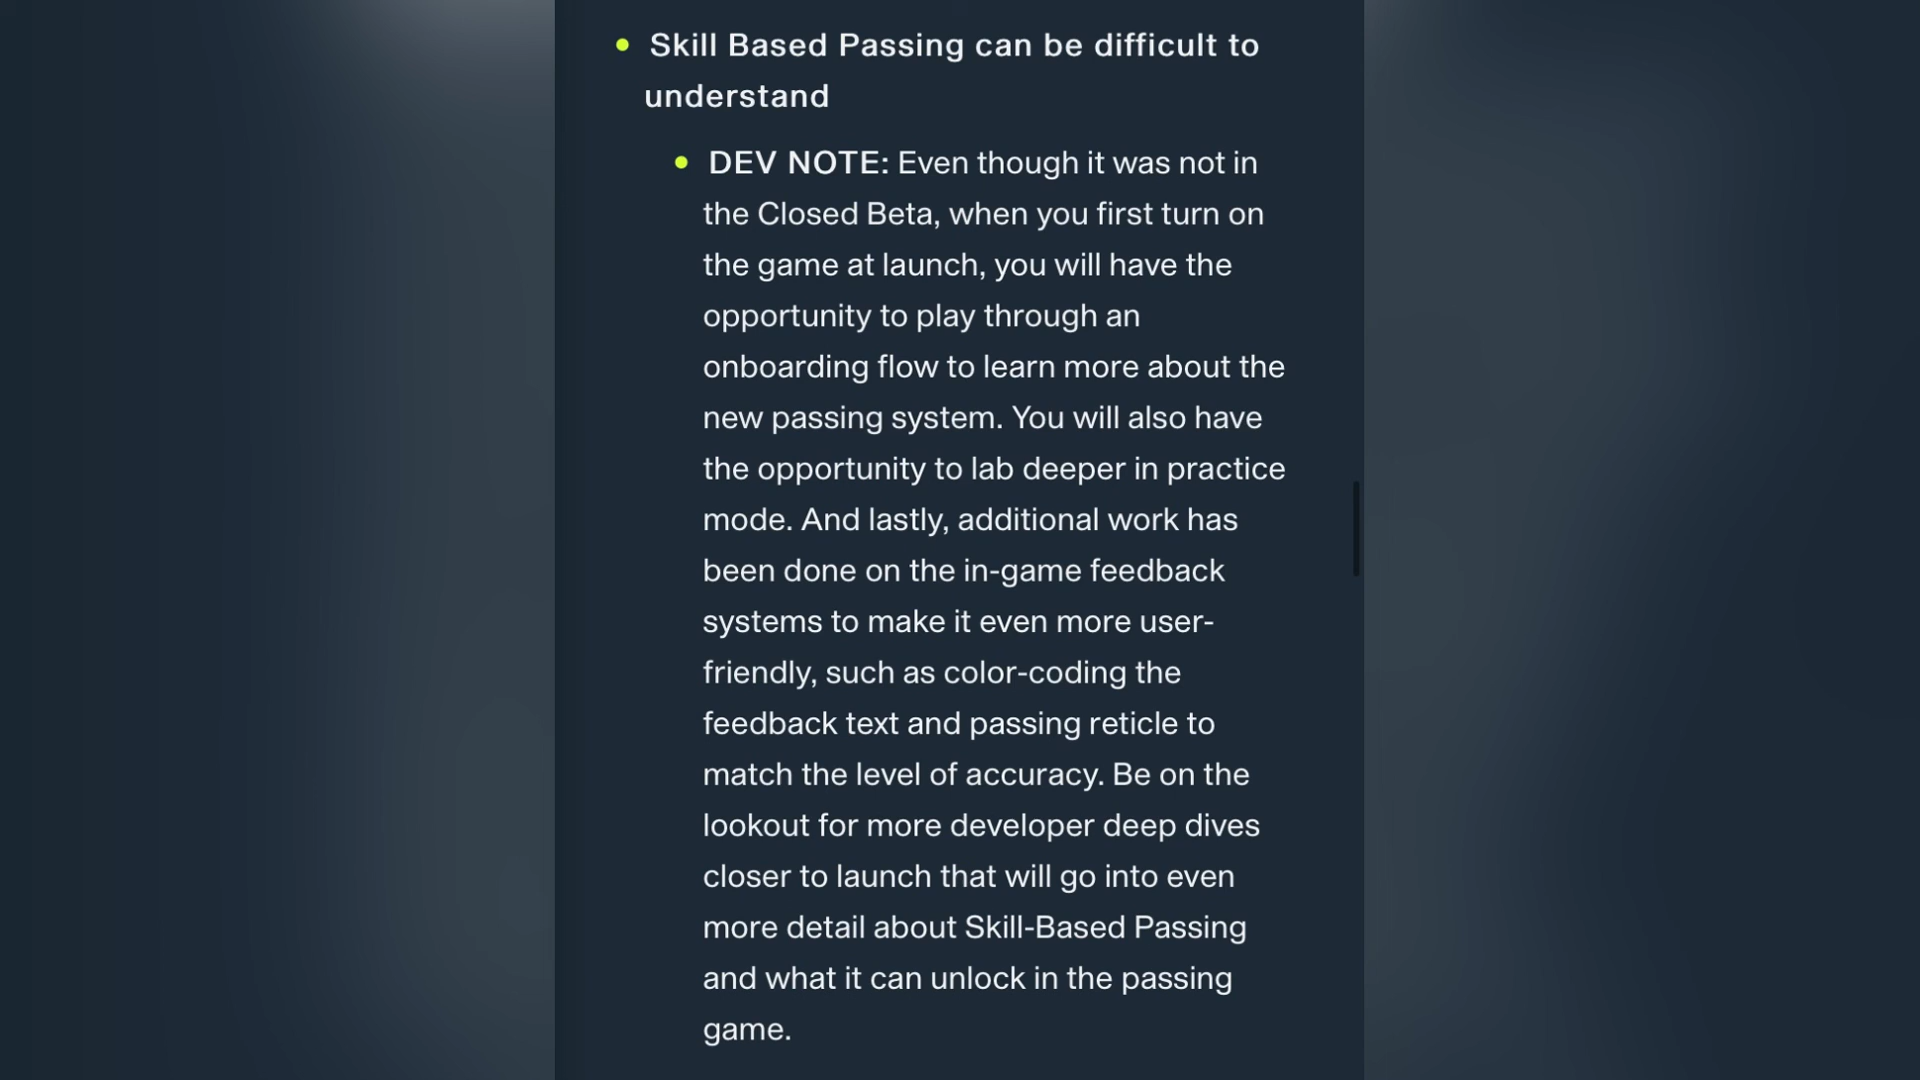 Skill Based Passing can be difficult to
understand
DEV NOTE: Even though it was not in
the Closed Beta, when you first turn on
the game at launch, you will have the
opportunity to play through an
onboarding flow to learn more about the
new passing system. You will also have
the opportunity to lab deeper in practice
mode. And lastly, additional work has
been done on the in-game feedback
systems to make it even more user-
friendly, such as color-coding the
feedback text and passing reticle to
match the level of accuracy. Be on the
lookout for more developer deep dives
closer to launch that will go into even
more detail about Skill-Based Passing
and what it can unlock in the passing
game.